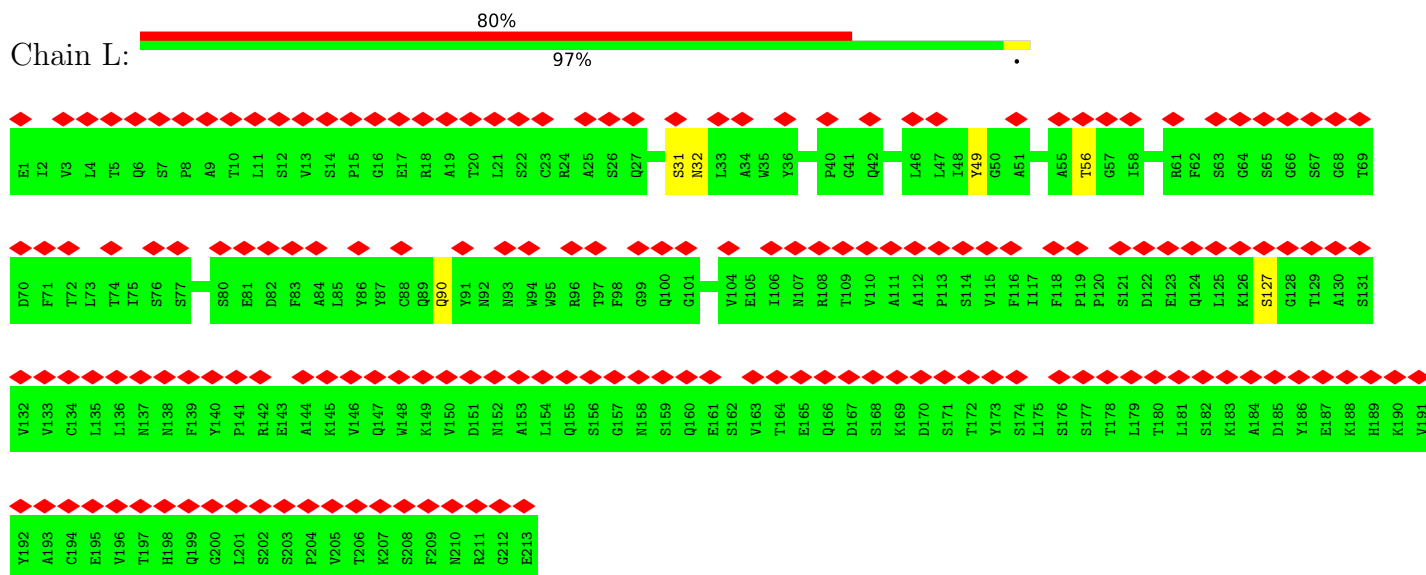 80%
Chain L:
97% •
E1 I2 V3 L4 T5 Q6 S7 P8 A9 T10 L11 S12 V13 S14 P15 G16 E17 R18 A19 T20 L21 S22 C23 R24 A25 S26 Q27 S31 N32 L33 A34 W35 Y36 P40 G41 Q42 L46 L47 I48 Y49 G50 A51 A55 T56 G57 I58 R61 F62 S63 G64 S65 G66 S67 G68 T69
D70 F71 T72 L73 T74 I75 S76 S77 S80 E81 D82 F83 A84 L85 Y86 Y87 C88 Q89 Q90 Y91 N92 N93 W94 W95 R96 T97 F98 G99 Q100 G101 V104 E105 I106 N107 R108 T109 V110 A111 A112 P113 S114 V115 F116 I117 F118 P119 P120 S121 D122 E123 Q124 L125 K126 S127 G128 T129 A130 S131
V132 V133 C134 L135 L136 N137 N138 F139 Y140 P141 R142 E143 A144 K145 V146 Q147 W148 K149 V150 D151 N152 A153 L154 Q155 S156 G157 N158 S159 Q160 E161 S162 V163 T164 E165 Q166 D167 S168 K169 D170 S171 T172 Y173 S174 L175 S176 S177 T178 L179 T180 L181 S182 K183 A184 D185 Y186 E187 K188 H189 K190 V191
Y192 A193 C194 E195 V196 T197 H198 Q199 G200 L201 S202 S203 P204 V205 T206 K207 S208 F209 N210 R211 G212 E213